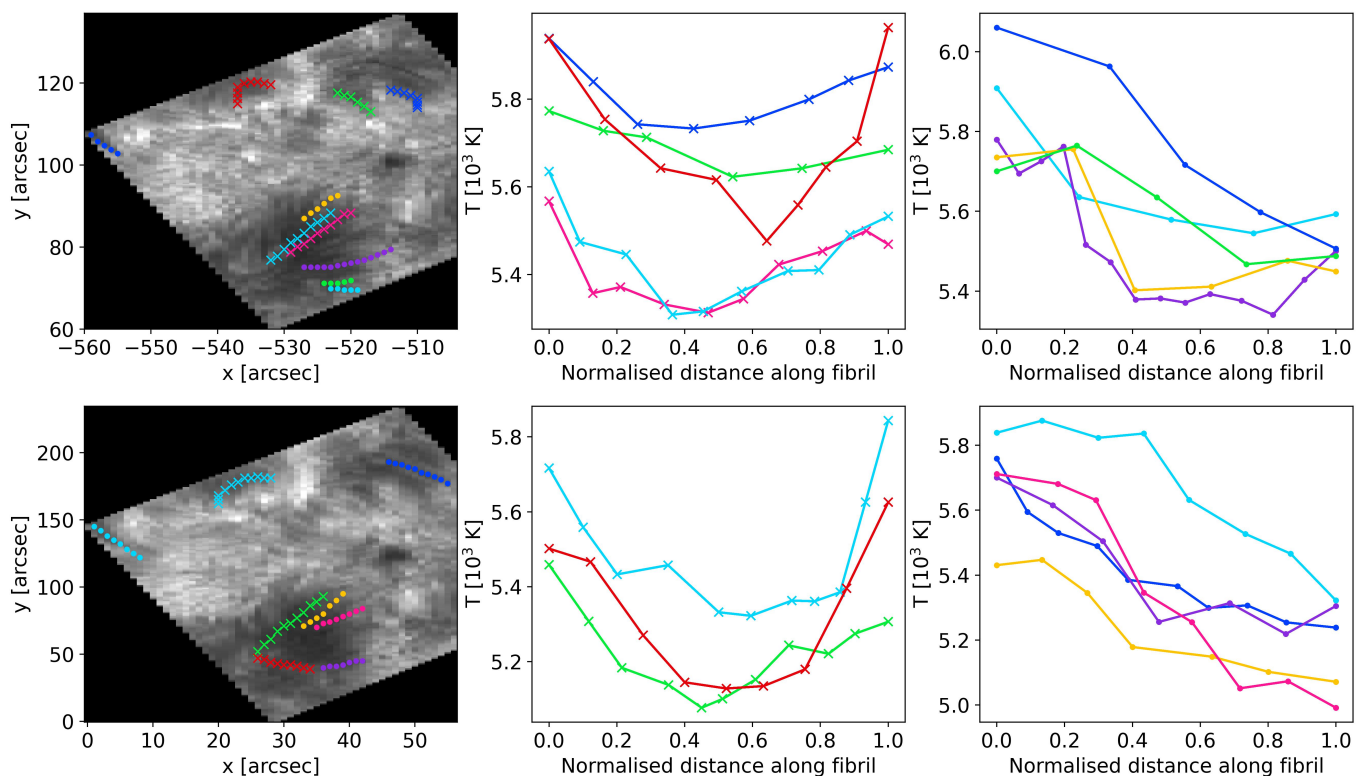 y [arcsec]
120
100
80
60
−560 −550 −540 −530 −520 −510
x [arcsec]
T [10³ K]
5.8
5.6
5.4
0.0 0.2 0.4 0.6 0.8 1.0
Normalised distance along fibril
T [10³ K]
6.0
5.8
5.6
5.4
0.0 0.2 0.4 0.6 0.8 1.0
Normalised distance along fibril
y [arcsec]
200
150
100
50
0
0 10 20 30 40 50
x [arcsec]
T [10³ K]
5.8
5.6
5.4
5.2
0.0 0.2 0.4 0.6 0.8 1.0
Normalised distance along fibril
T [10³ K]
5.8
5.6
5.4
5.2
5.0
0.0 0.2 0.4 0.6 0.8 1.0
Normalised distance along fibril